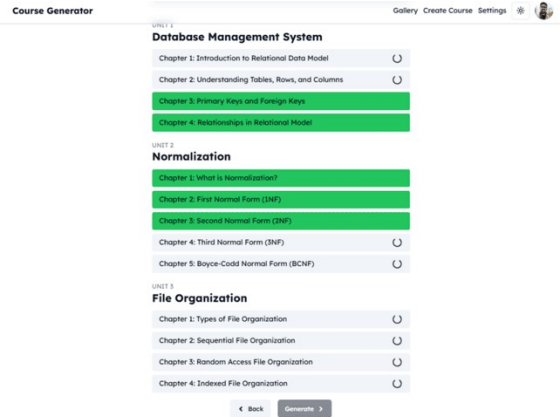 Course Generator
Gallery Create Course Settings
UNIT 1
Database Management System
Chapter 1: Introduction to Relational Data Model
Chapter 2: Understanding Tables, Rows, and Columns
Chapter 3: Primary Keys and Foreign Keys
Chapter 4: Relationships in Relational Model
UNIT 2
Normalization
Chapter 1: What is Normalization?
Chapter 2: First Normal Form (1NF)
Chapter 3: Second Normal Form (2NF)
Chapter 4: Third Normal Form (3NF)
Chapter 5: Boyce-Codd Normal Form (BCNF)
UNIT 3
File Organization
Chapter 1: Types of File Organization
Chapter 2: Sequential File Organization
Chapter 3: Random Access File Organization
Chapter 4: Indexed File Organization
Back
Generate